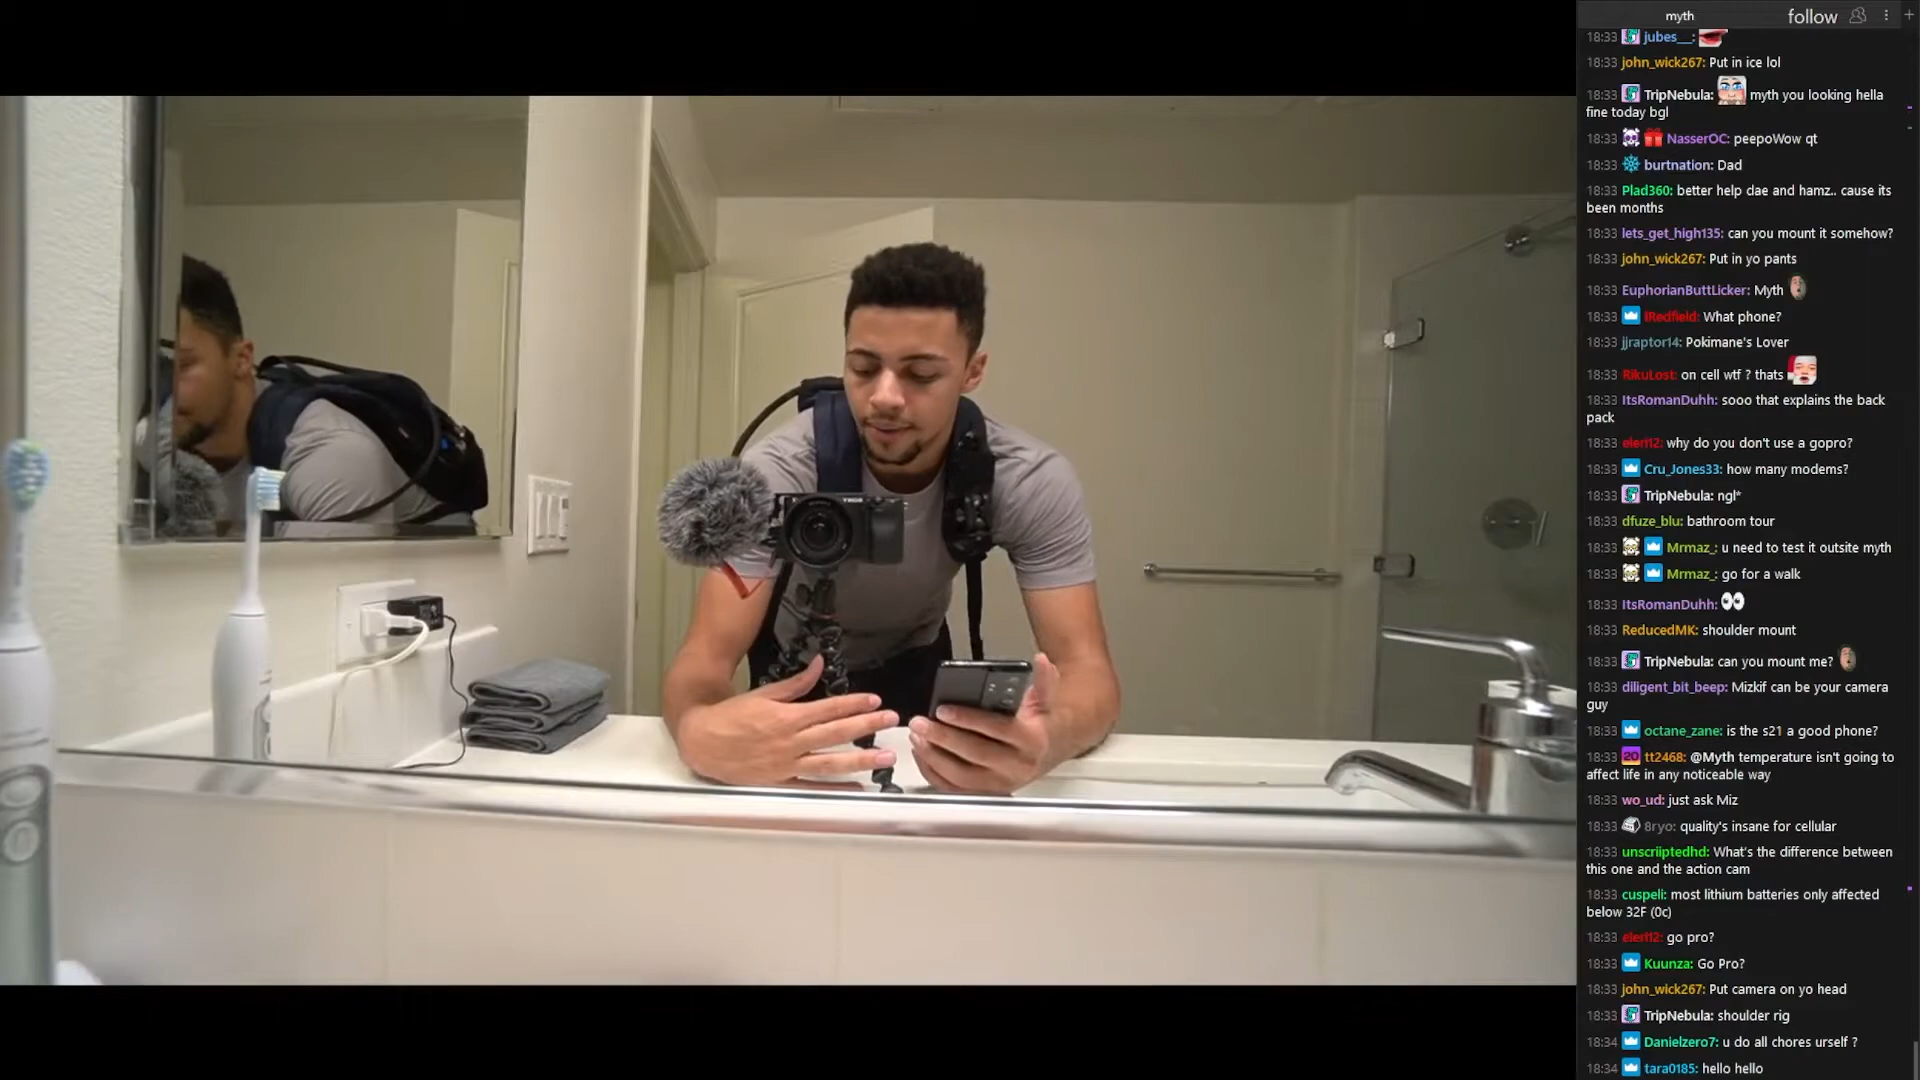 myth
follow
18:33 jubes__:
18:33 john_wick267: Put in ice lol
18:33 TripNebula: myth you looking hella
fine today bgl
18:33 NasserOC: peepoWow qt
18:33 burtnation: Dad
18:33 Plad360: better help dae and hamz.. cause its
been months
18:33 lets_get_high135: can you mount it somehow?
18:33 john_wick267: Put in yo pants
18:33 EuphorianButtLicker: Myth
18:33 iRedfield: What phone?
18:33 jjraptor14: Pokimane's Lover
18:33 RikuLost: on cell wtf ? thats
18:33 ItsRomanDuhh: sooo that explains the back
pack
18:33 eleri12: why do you don't use a gopro?
18:33 Cru_Jones33: how many modems?
18:33 TripNebula: ngl*
18:33 dfuze_blu: bathroom tour
18:33 Mrmaz_: u need to test it outsite myth
18:33 Mrmaz_: go for a walk
18:33 ItsRomanDuhh:
18:33 ReducedMK: shoulder mount
18:33 TripNebula: can you mount me?
18:33 diligent_bit_beep: Mizkif can be your camera
guy
18:33 octane_zane: is the s21 a good phone?
18:33 20 tt2468: @Myth temperature isn't going to
affect life in any noticeable way
18:33 wo_ud: just ask Miz
18:33 8ryo: quality's insane for cellular
18:33 unscriiptedhd: What's the difference between
this one and the action cam
18:33 cuspeli: most lithium batteries only affected
below 32F (0c)
18:33 eleri12: go pro?
18:33 Kuunza: Go Pro?
18:33 john_wick267: Put camera on yo head
18:33 TripNebula: shoulder rig
18:34 Danielzero7: u do all chores urself ?
18:34 tara0185: hello hello